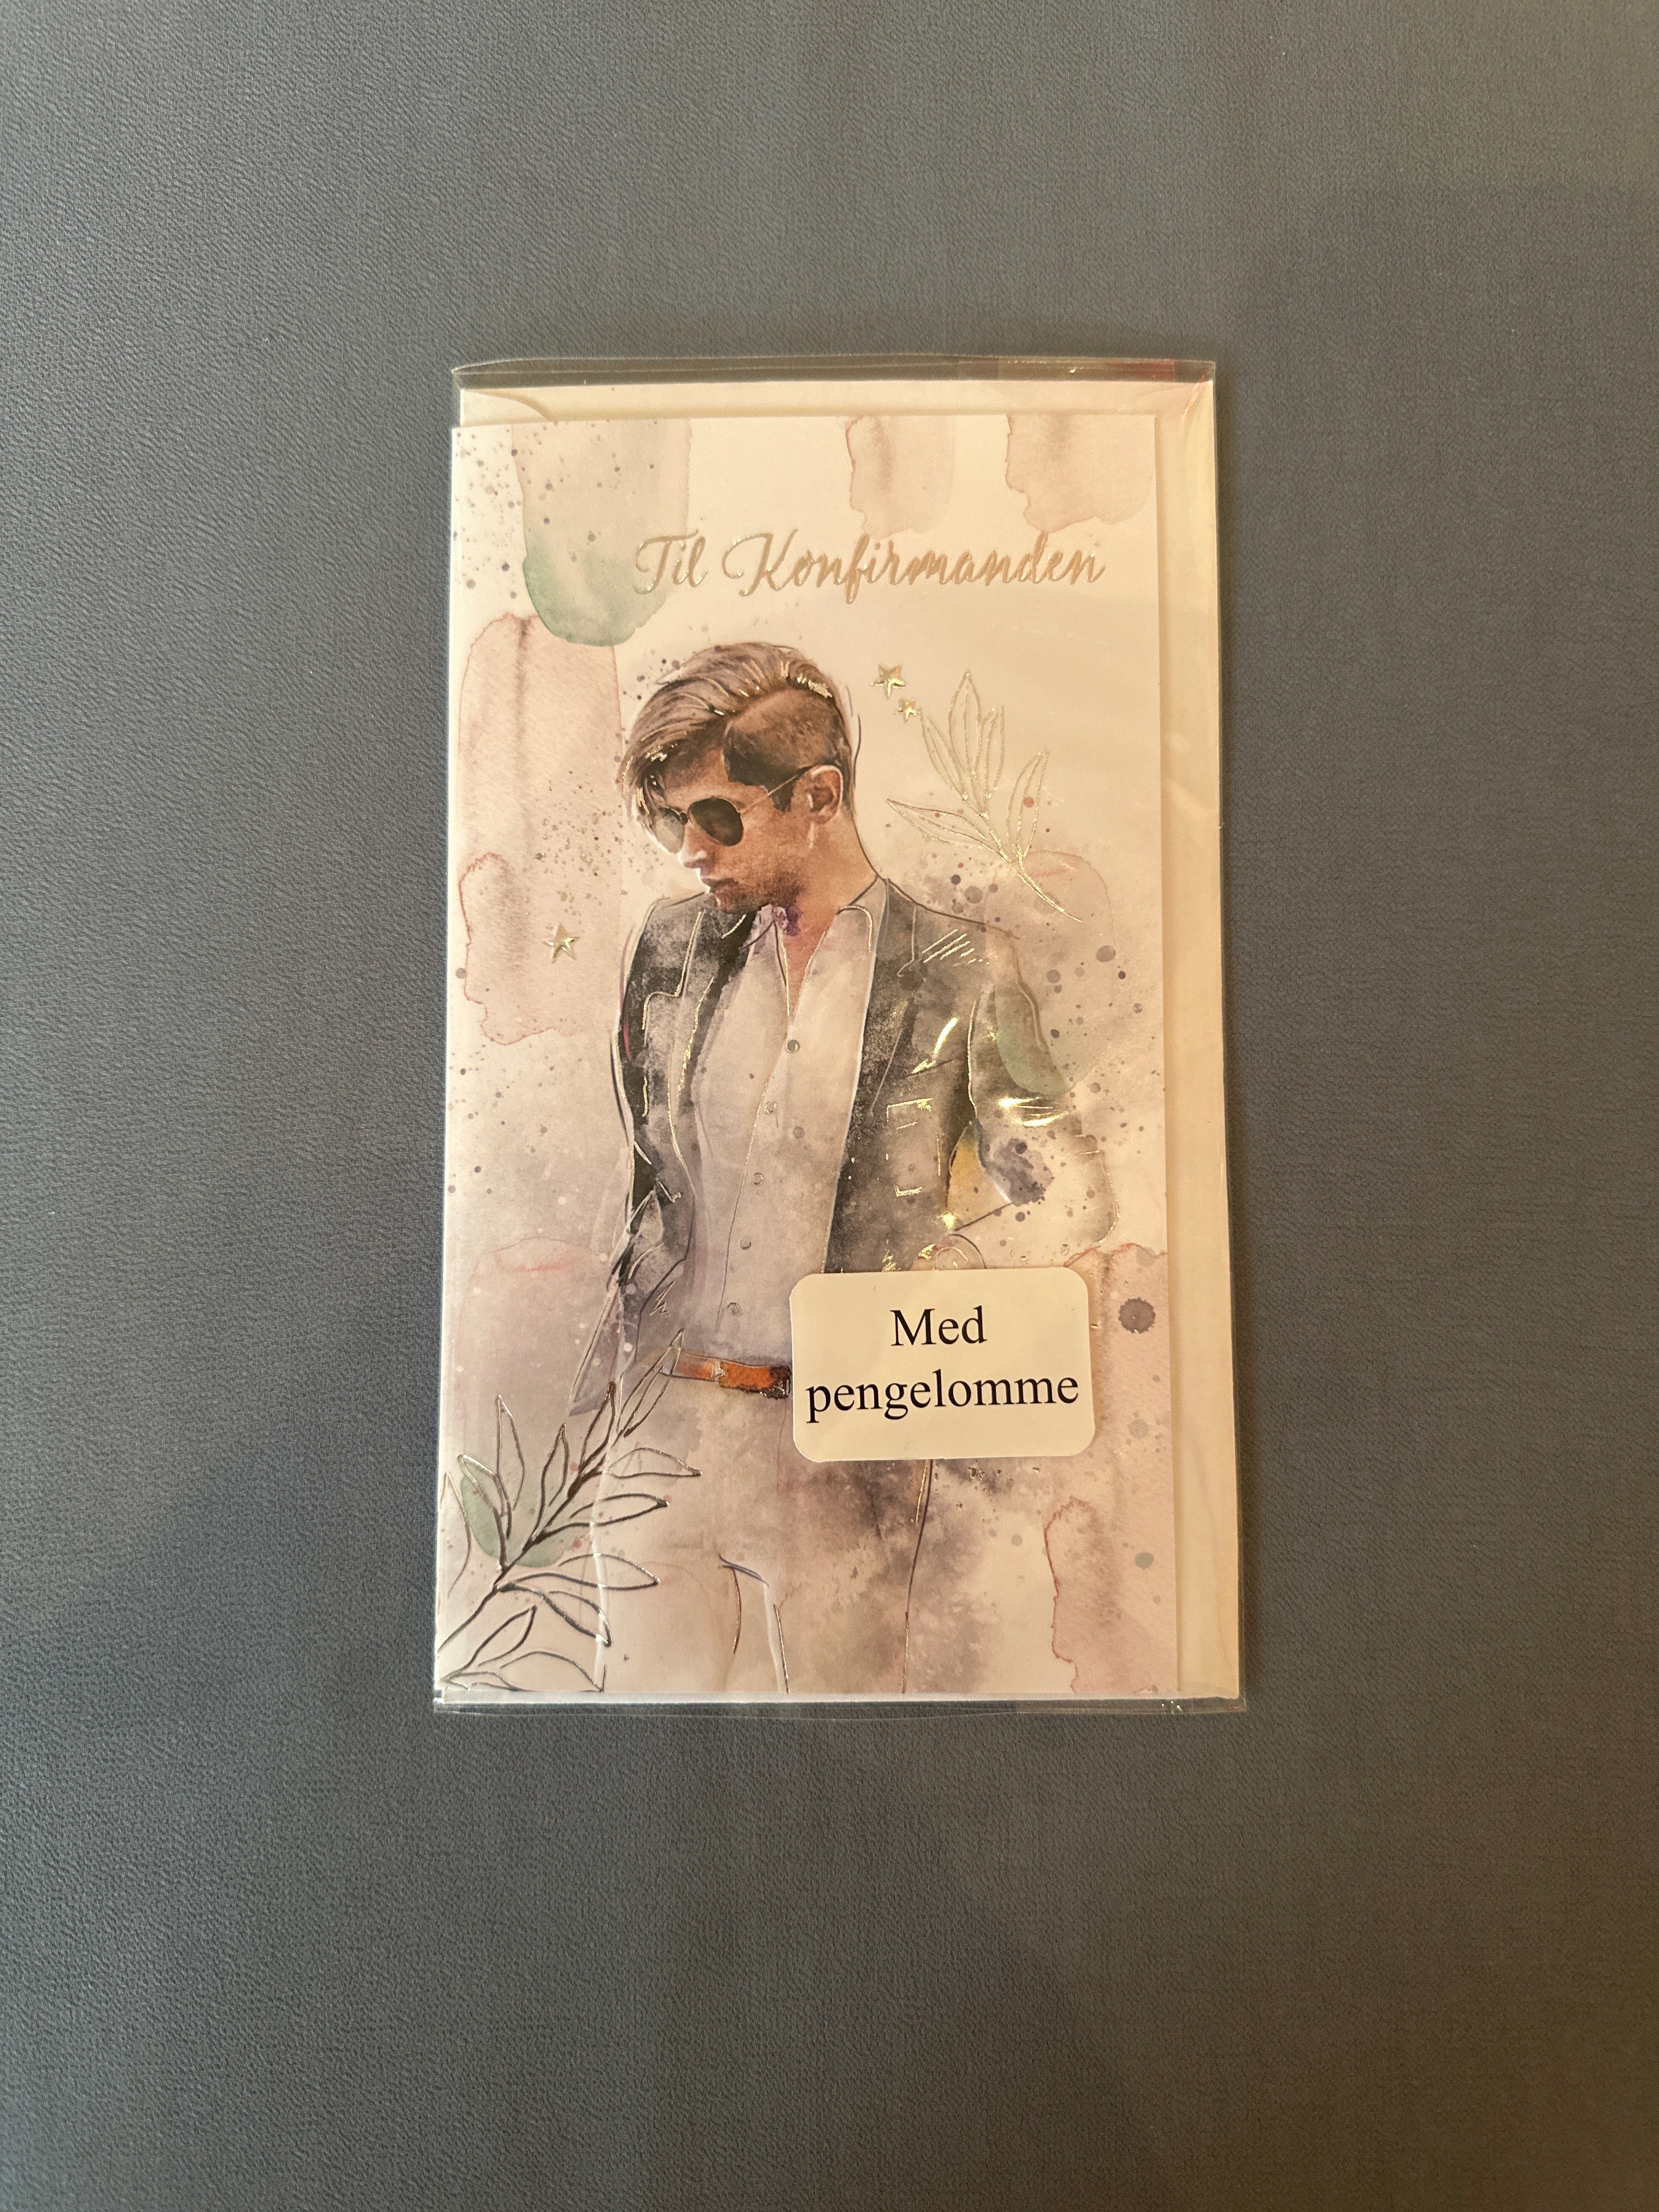 Til Konfirmanden
Med
pengelomme